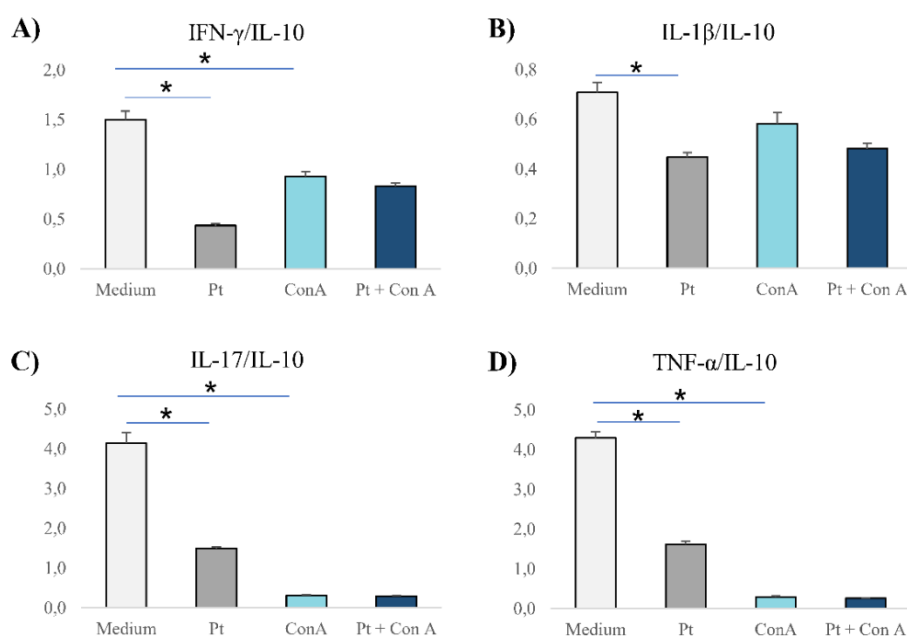 A)
IFN-γ/IL-10
*
*
2,0
1,5
1,0
0,5
0,0
Medium Pt ConA Pt + Con A
B)
IL-1β/IL-10
*
0,8
0,6
0,4
0,2
0,0
Medium Pt ConA Pt + Con A
C)
IL-17/IL-10
*
*
5,0
4,0
3,0
2,0
1,0
0,0
Medium Pt ConA Pt + Con A
D)
TNF-α/IL-10
*
*
5,0
4,0
3,0
2,0
1,0
0,0
Medium Pt ConA Pt + Con A